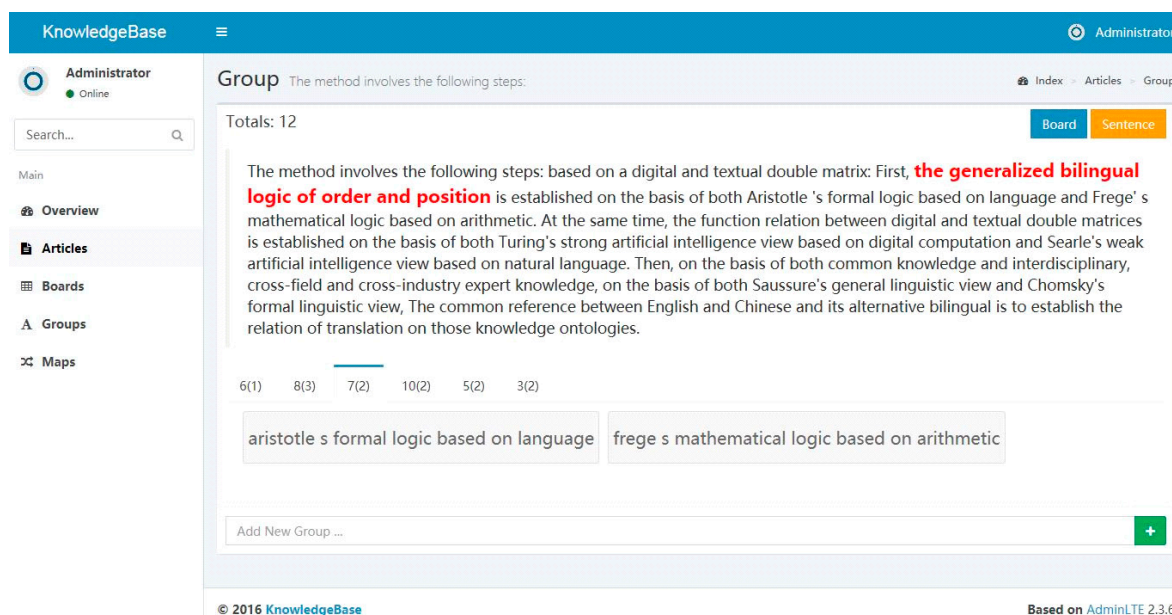 KnowledgeBase
Administrator
Administrator
Online
Group The method involves the following steps:
Index > Articles > Group
Search...
Totals: 12
Board
Sentence
Main
Overview
Articles
Boards
A Groups
Maps
The method involves the following steps: based on a digital and textual double matrix: First, the generalized bilingual
logic of order and position is established on the basis of both Aristotle 's formal logic based on language and Frege' s
mathematical logic based on arithmetic. At the same time, the function relation between digital and textual double matrices
is established on the basis of both Turing's strong artificial intelligence view based on digital computation and Searle's weak
artificial intelligence view based on natural language. Then, on the basis of both common knowledge and interdisciplinary,
cross-field and cross-industry expert knowledge, on the basis of both Saussure's general linguistic view and Chomsky's
formal linguistic view, The common reference between English and Chinese and its alternative bilingual is to establish the
relation of translation on those knowledge ontologies.
6(1) 8(3) 7(2) 10(2) 5(2) 3(2)
aristotle s formal logic based on language
frege s mathematical logic based on arithmetic
Add New Group ...
+
© 2016 KnowledgeBase
Based on AdminLTE 2.3.6